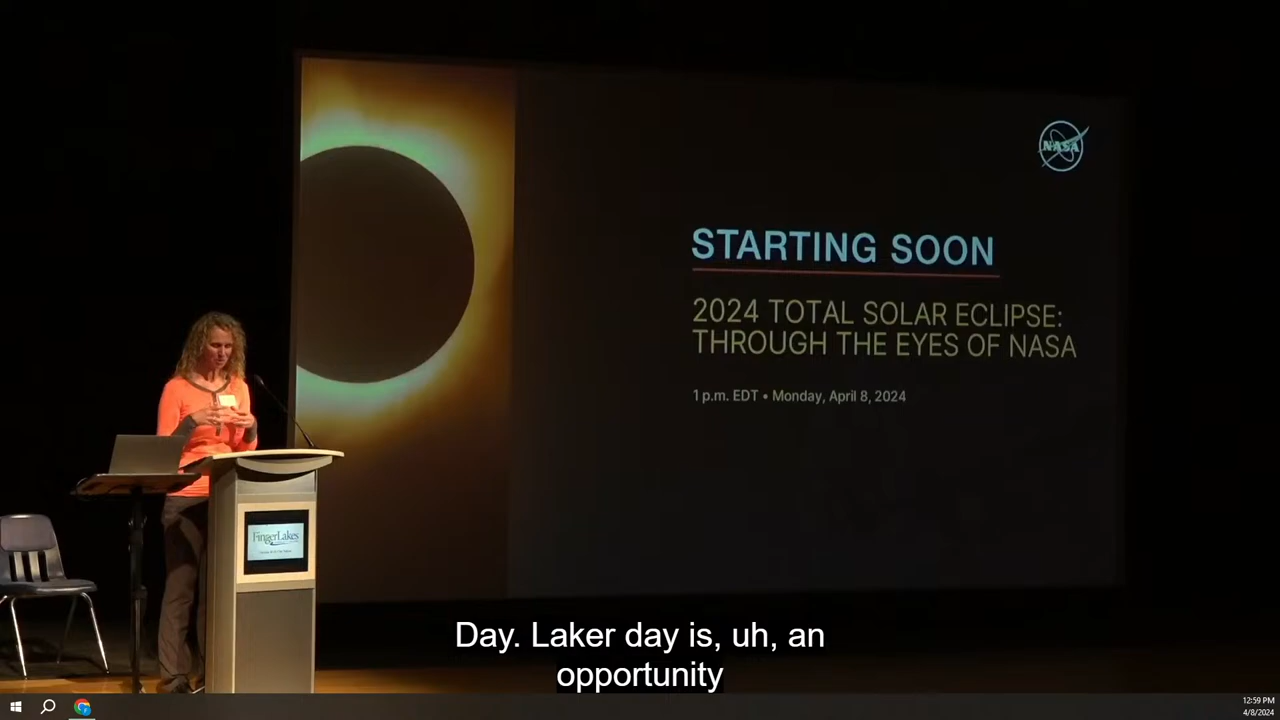 NASA
STARTING SOON
2024 TOTAL SOLAR ECLIPSE:
THROUGH THE EYES OF NASA
1 p.m. EDT • Monday, April 8, 2024
FingerLakes
Day. Laker day is, uh, an
opportunity
12:59 PM
4/8/2024